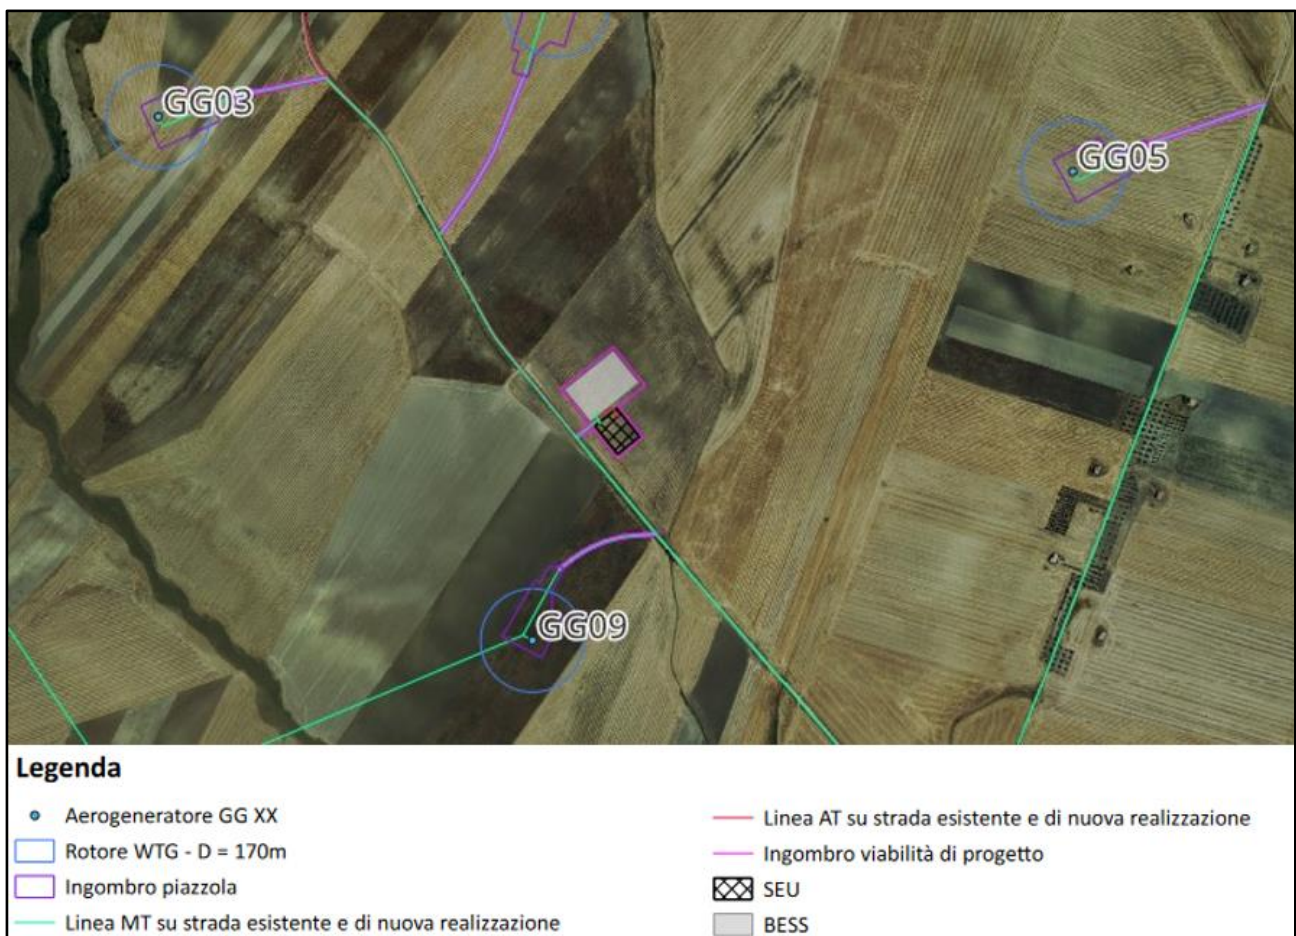 GG03
GG05
GG09
Legenda
Aerogeneratore GG XX
Rotore WTG - D = 170m
Ingombro piazzola
Linea MT su strada esistente e di nuova realizzazione
Linea AT su strada esistente e di nuova realizzazione
Ingombro viabilità di progetto
SEU
BESS